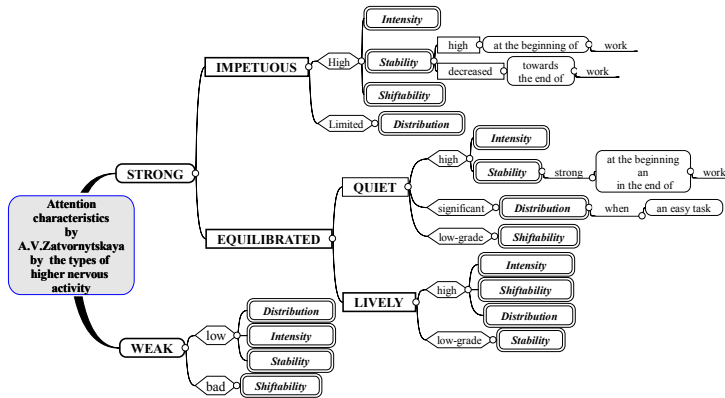 Attention
characteristics
by
A.V.Zatvornytskaya
by the types of
higher nervous
activity
STRONG
IMPETUOUS
High
Intensity
Stability
high
at the beginning of
work
decreased
towards
the end of
work
Shiftability
Limited
Distribution
EQUILIBRATED
QUIET
high
Intensity
Stability
strong
at the beginning
an
in the end of
work
significant
Distribution
when
an easy task
low-grade
Shiftability
LIVELY
high
Intensity
Shiftability
Distribution
low-grade
Stability
WEAK
low
Distribution
Intensity
Stability
bad
Shiftability